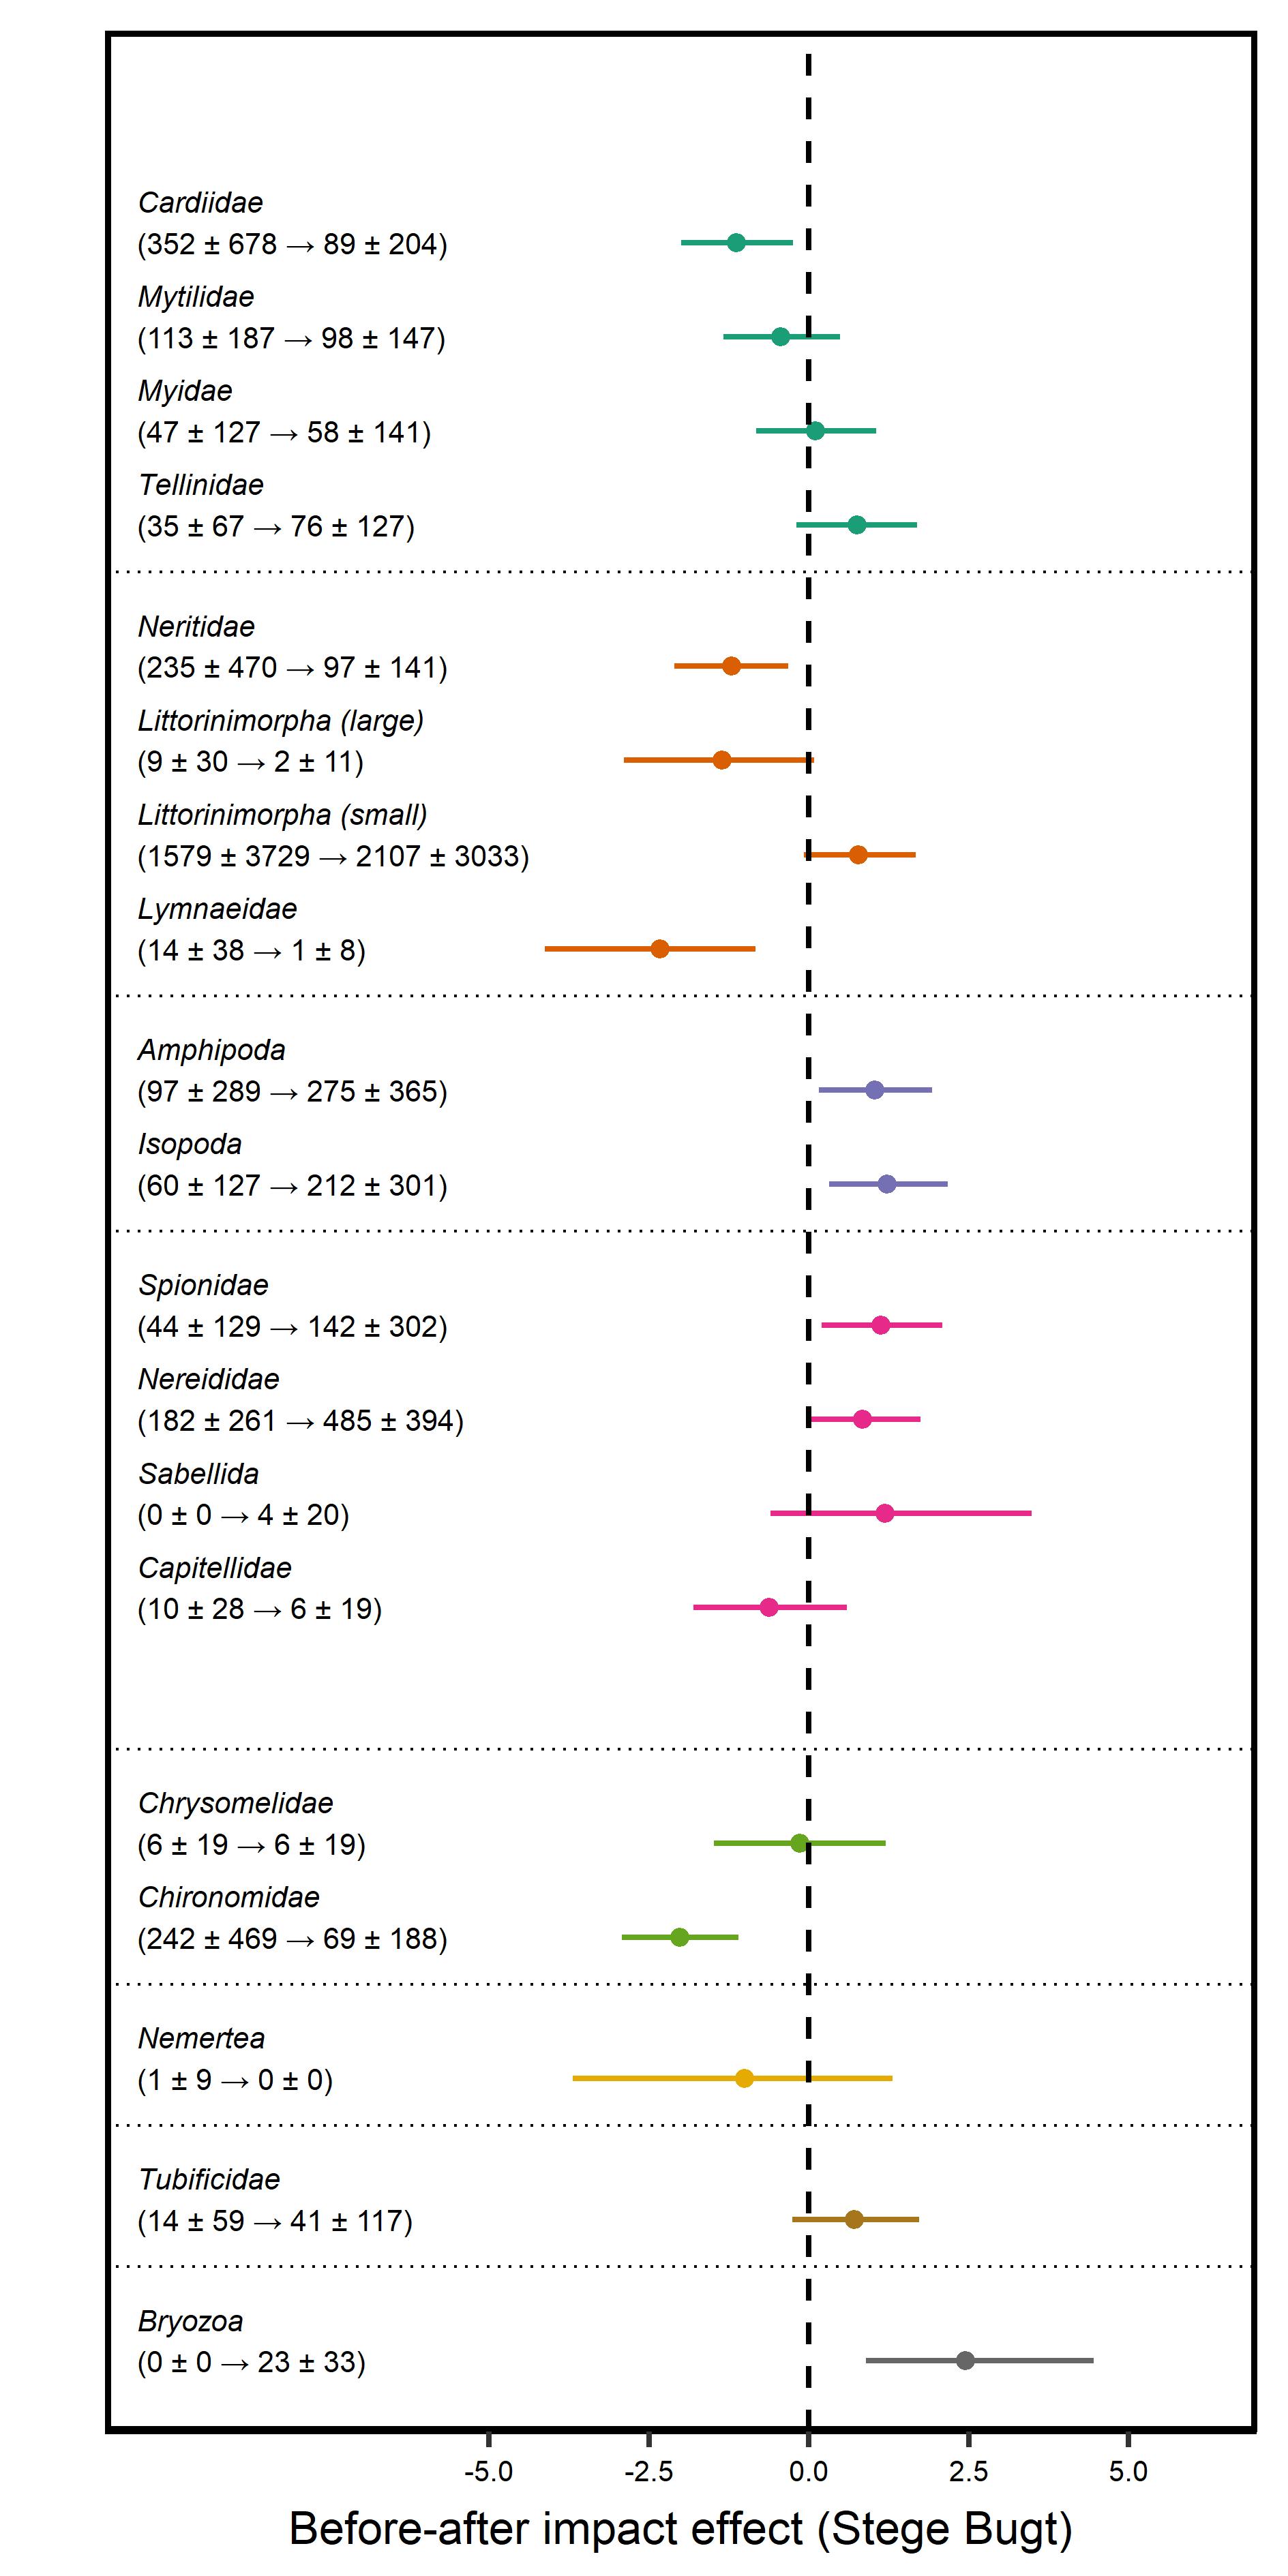 Cardiidae
(352 ± 678 → 89 ± 204)
Mytilidae
(113 ± 187 → 98 ± 147)
Myidae
(47 ± 127 → 58 ± 141)
Tellinidae
(35 ± 67 → 76 ± 127)
Neritidae
(235 ± 470 → 97 ± 141)
Littorinimorpha (large)
(9 ± 30 → 2 ± 11)
Littorinimorpha (small)
(1579 ± 3729 → 2107 ± 3033)
Lymnaeidae
(14 ± 38 → 1 ± 8)
Amphipoda
(97 ± 289 → 275 ± 365)
Isopoda
(60 ± 127 → 212 ± 301)
Spionidae
(44 ± 129 → 142 ± 302)
Nereididae
(182 ± 261 → 485 ± 394)
Sabellida
(0 ± 0 → 4 ± 20)
Capitellidae
(10 ± 28 → 6 ± 19)
Chrysomelidae
(6 ± 19 → 6 ± 19)
Chironomidae
(242 ± 469 → 69 ± 188)
Nemertea
(1 ± 9 → 0 ± 0)
Tubificidae
(14 ± 59 → 41 ± 117)
Bryozoa
(0 ± 0 → 23 ± 33)
-5.0 -2.5 0.0 2.5 5.0
Before-after impact effect (Stege Bugt)